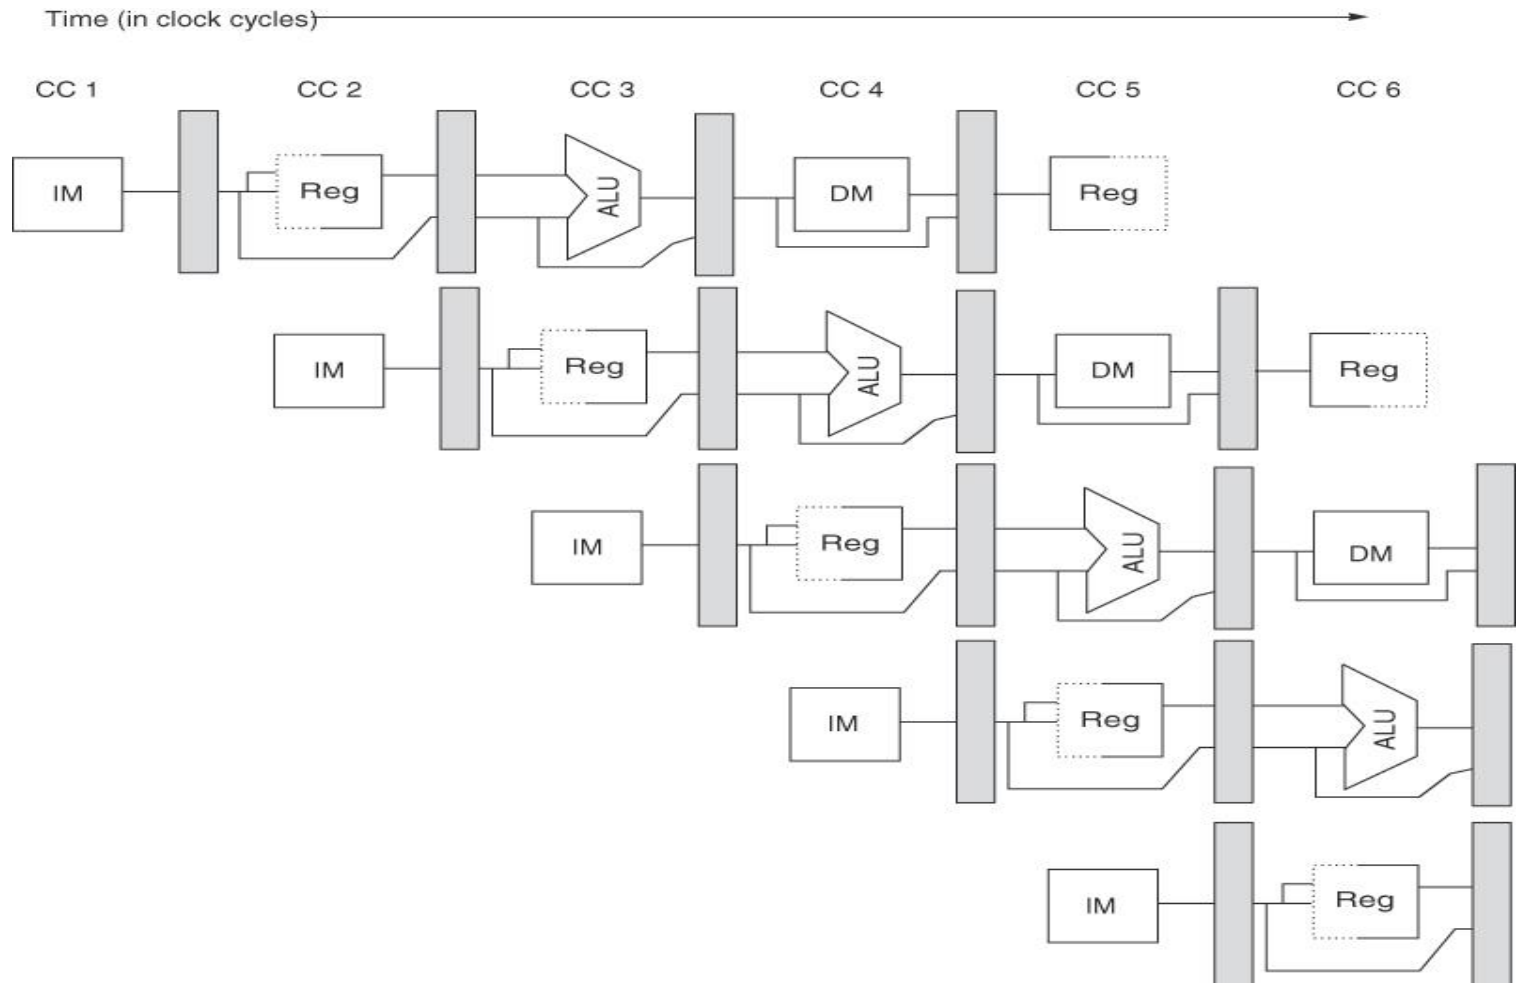 Time (in clock cycles)
CC 1 CC 2 CC 3 CC 4 CC 5 CC 6
IM Reg ALU DM Reg
IM Reg ALU DM Reg
IM Reg ALU DM
IM Reg ALU
IM Reg